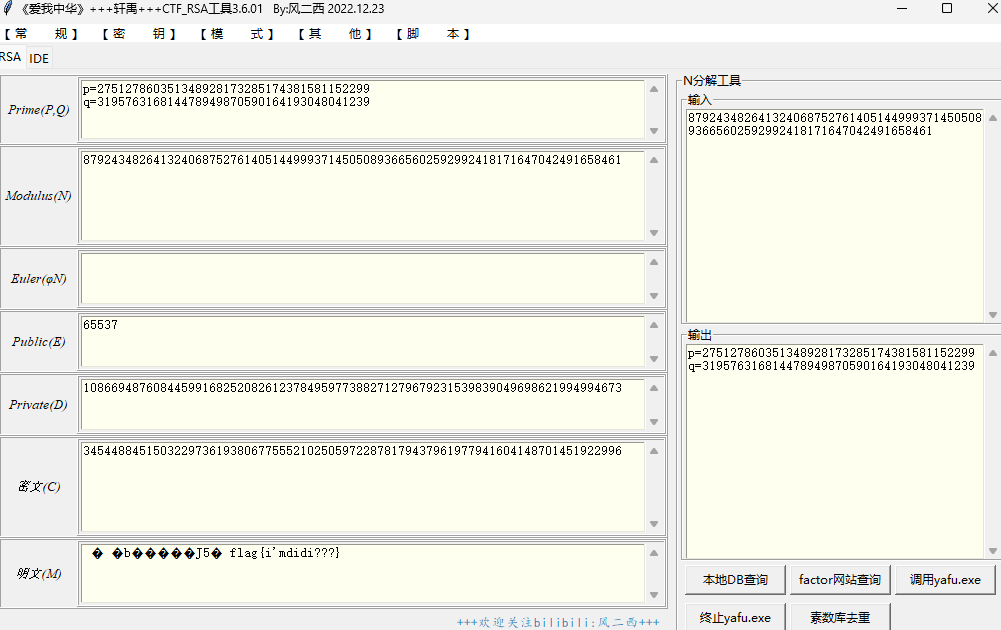 《爱我中华》+++轩禹+++CTF_RSA工具3.6.01 By:风二西 2022.12.23
【常 规】 【密 钥】 【模 式】 【其 他】 【脚 本】
RSA IDE
Prime(P,Q)
p=275127860351348928173285174381581152299
q=319576316814478949870590164193048041239
Modulus(N)
87924348264132406875276140514499937145050893665602592992418171647042491658461
Euler(φN)
Public(E)
65537
Private(D)
10866948760844599168252082612378495977388271279679231539839049698621994994673
密文(C)
34544884515032297361938067755521025059722878179437961977941604148701451922996
明文(M)
� �b�����J5� flag{i'mdidi???}
+++欢迎关注bilibili:风二西+++
N分解工具
输入
879243482641324068752761405144999371450508
93665602592992418171647042491658461
输出
p=275127860351348928173285174381581152299
q=319576316814478949870590164193048041239
本地DB查询 factor网站查询 调用yafu.exe
终止yafu.exe 素数库去重